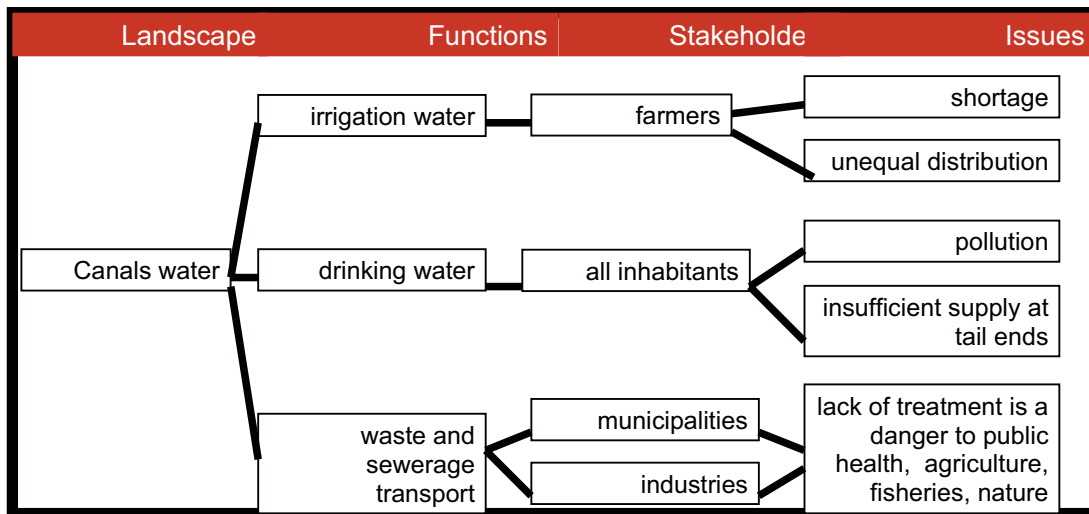 Landscape Functions Stakeholde Issues
irrigation water
farmers
shortage
unequal distribution
Canals water
drinking water
all inhabitants
pollution
insufficient supply at
tail ends
waste and
sewerage
transport
municipalities
industries
lack of treatment is a
danger to public
health, agriculture,
fisheries, nature